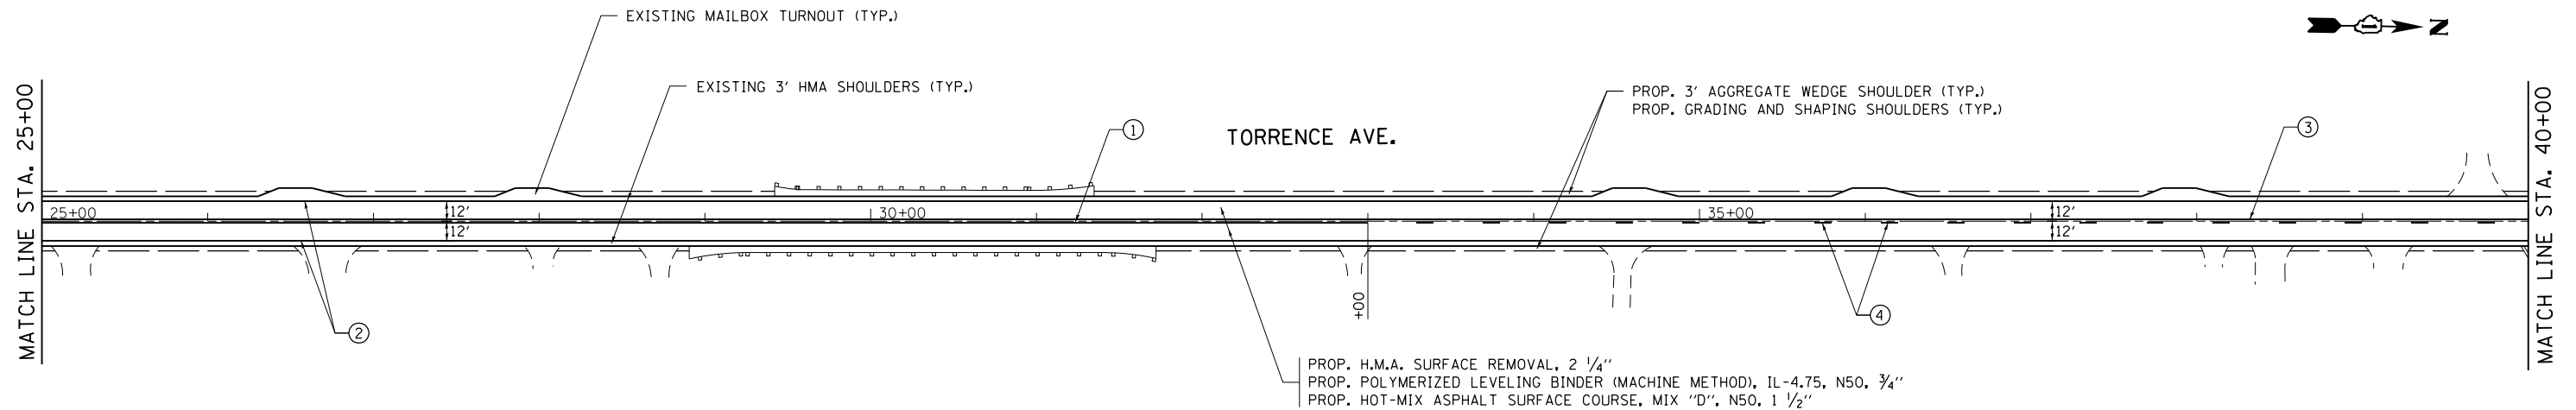 EXISTING MAILBOX TURNOUT (TYP.)
N
EXISTING 3' HMA SHOULDERS (TYP.)
PROP. 3' AGGREGATE WEDGE SHOULDER (TYP.)
PROP. GRADING AND SHAPING SHOULDERS (TYP.)
1
TORRENCE AVE.
3
MATCH LINE STA. 25+00
MATCH LINE STA. 40+00
25+00
12'
30+00
35+00
12'
12'
12'
+00
2
4
PROP. H.M.A. SURFACE REMOVAL, 2 1/4"
PROP. POLYMERIZED LEVELING BINDER (MACHINE METHOD), IL-4.75, N50, 3/4"
PROP. HOT-MIX ASPHALT SURFACE COURSE, MIX "D", N50, 1 1/2"